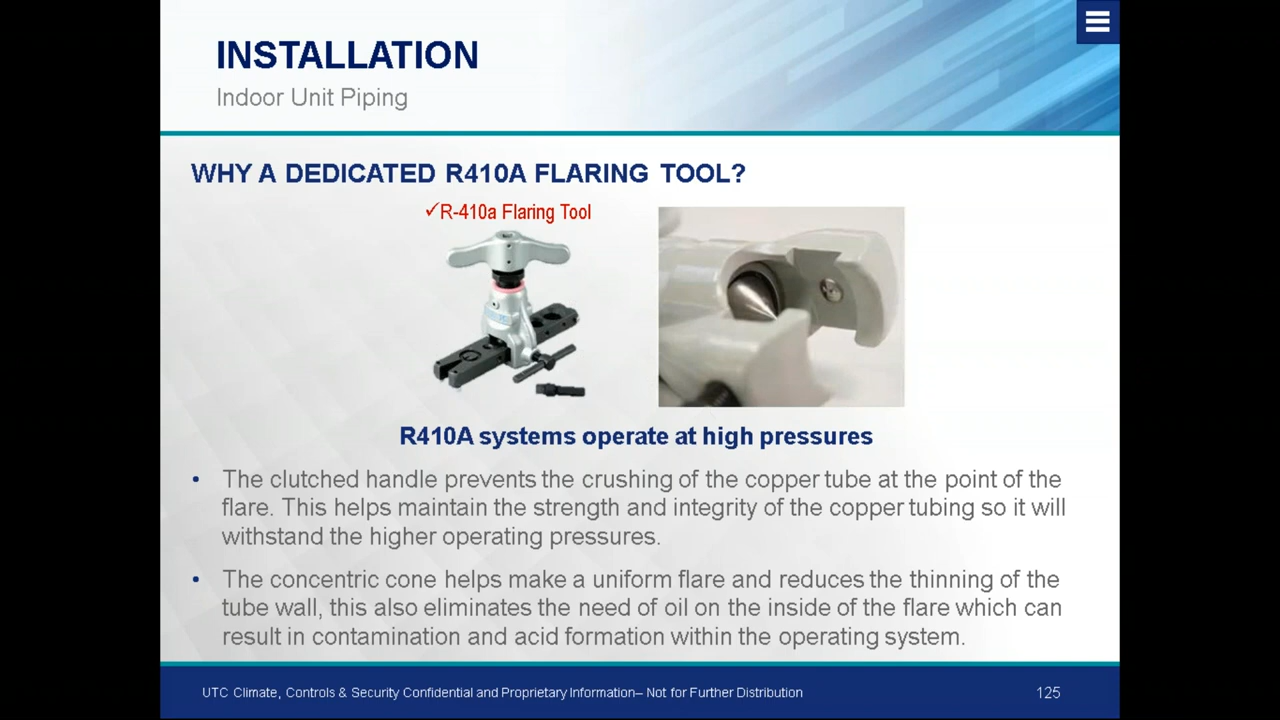 INSTALLATION
Indoor Unit Piping
WHY A DEDICATED R410A FLARING TOOL?
✓R-410a Flaring Tool
R410A systems operate at high pressures
• The clutched handle prevents the crushing of the copper tube at the point of the
flare. This helps maintain the strength and integrity of the copper tubing so it will
withstand the higher operating pressures.
• The concentric cone helps make a uniform flare and reduces the thinning of the
tube wall, this also eliminates the need of oil on the inside of the flare which can
result in contamination and acid formation within the operating system.
UTC Climate, Controls & Security Confidential and Proprietary Information– Not for Further Distribution
125